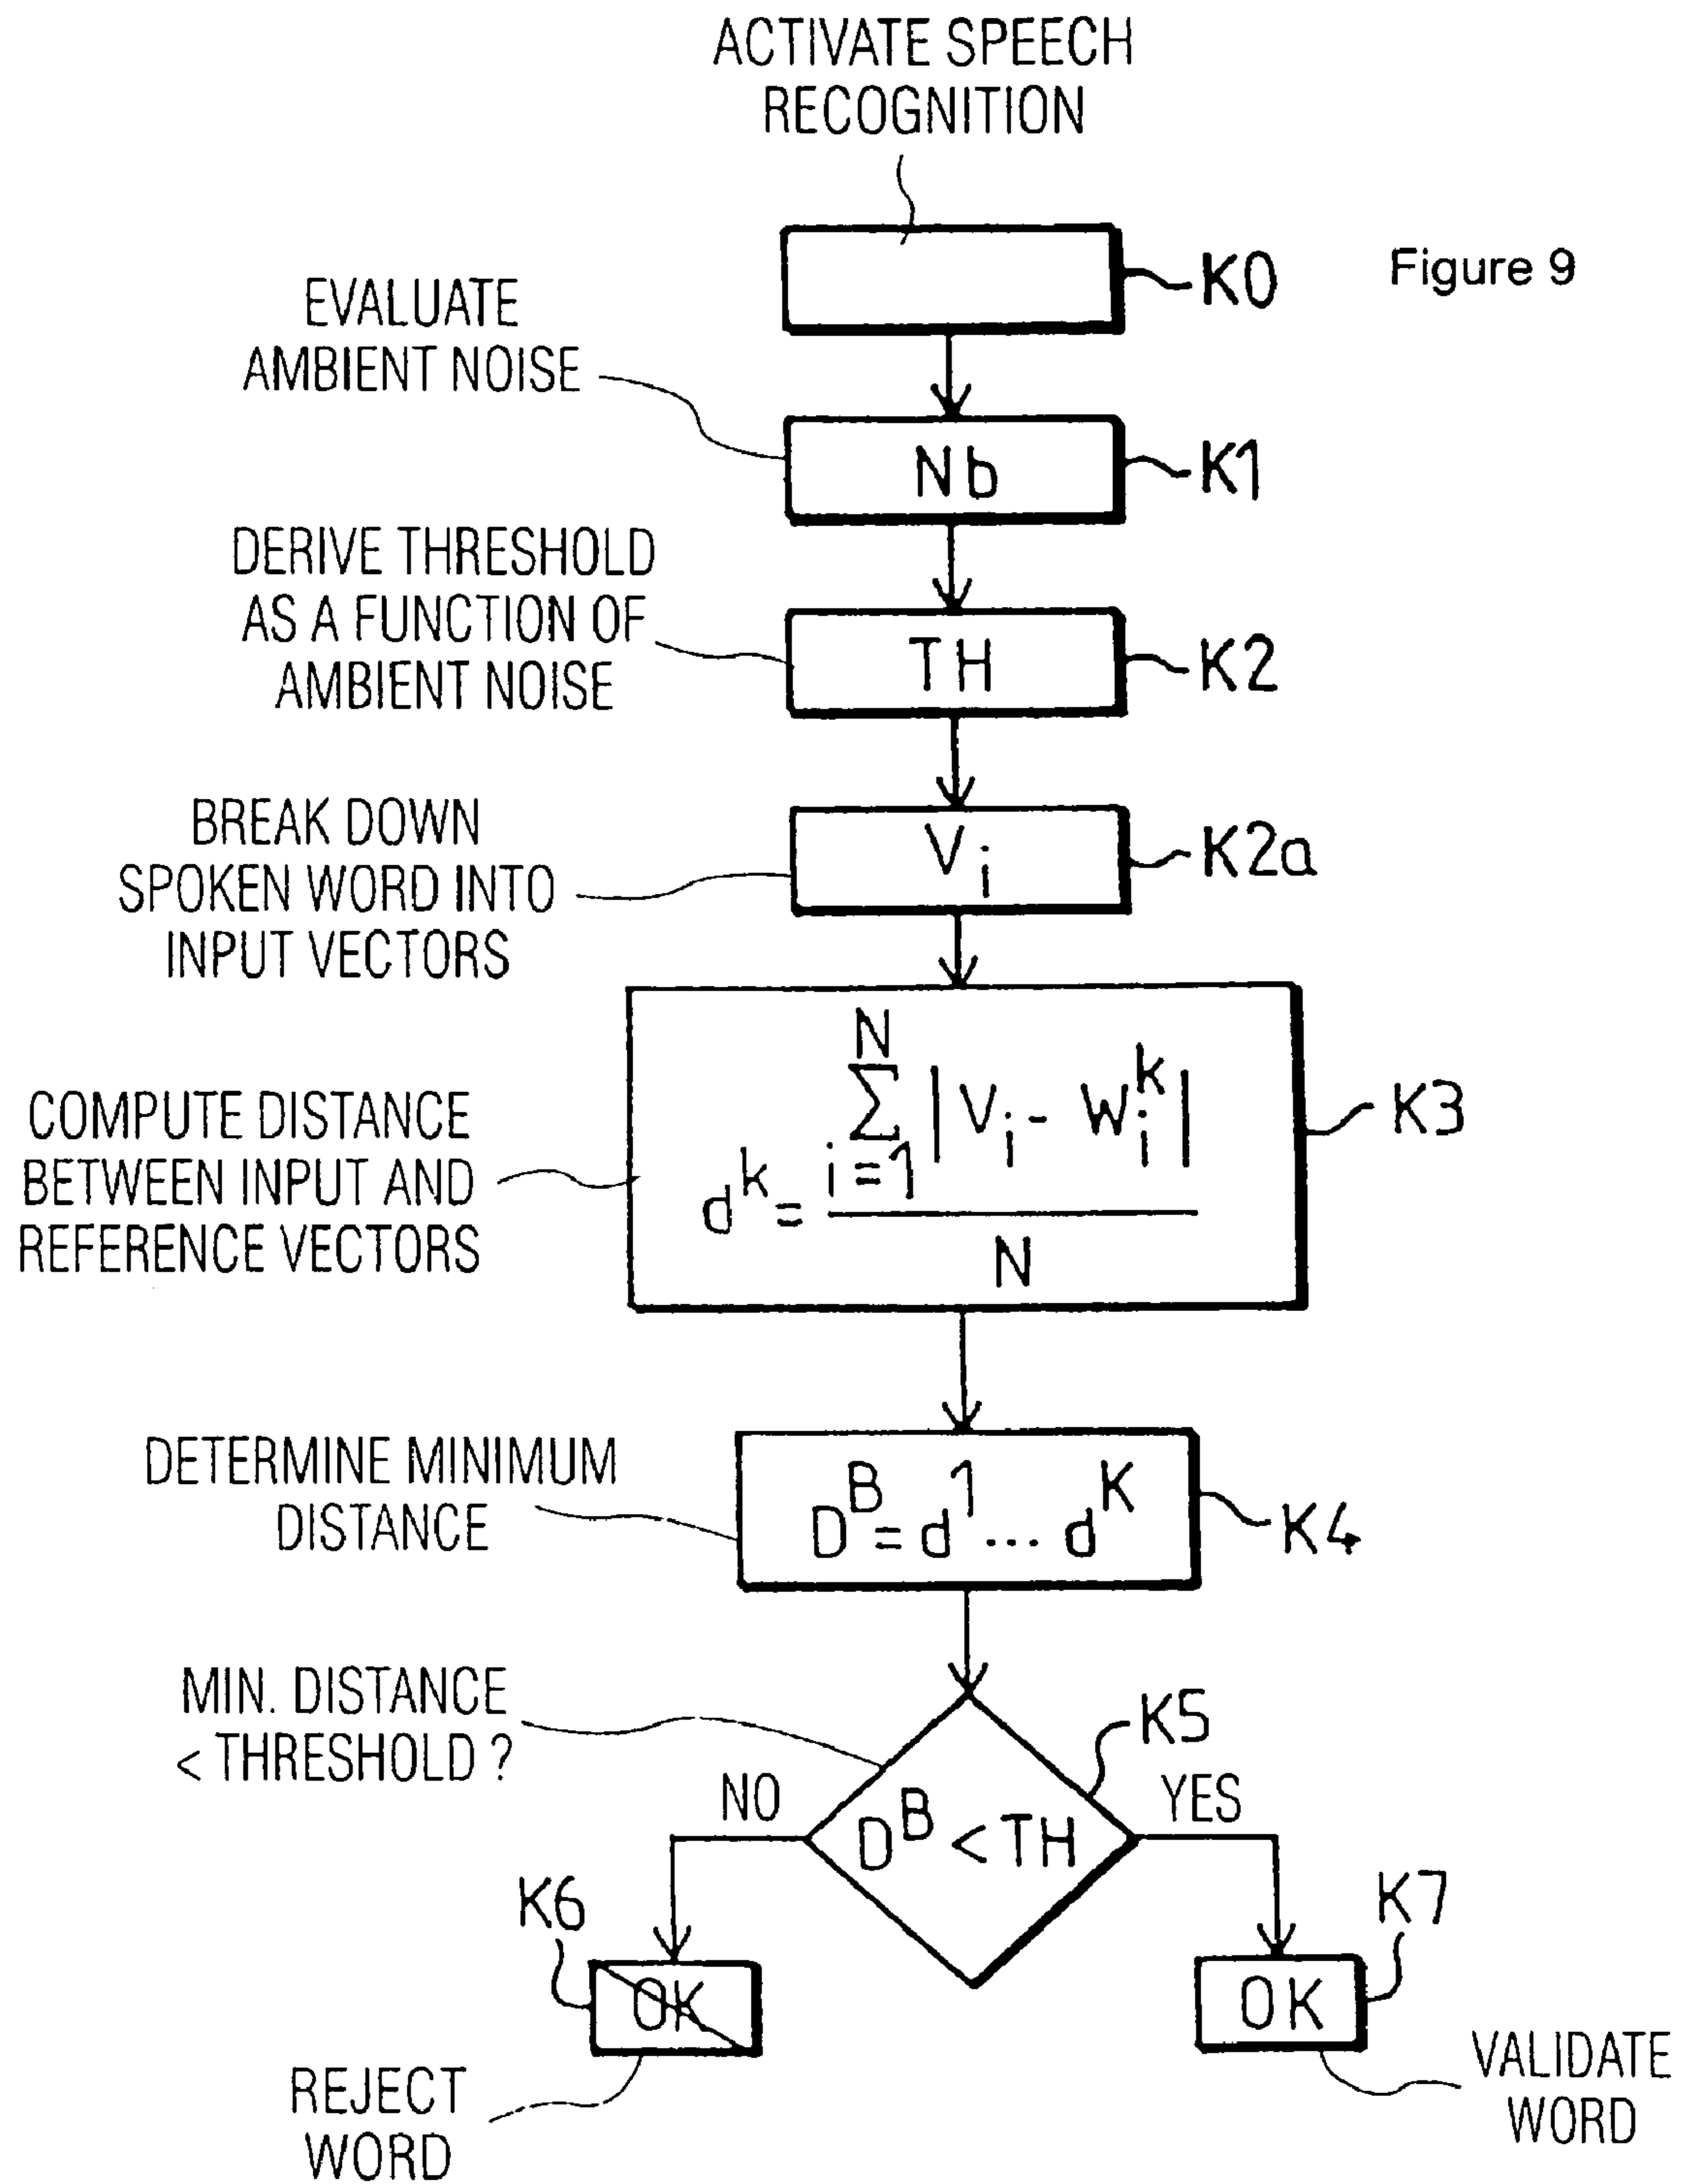 ACTIVATE SPEECH
RECOGNITION
K0
Figure 9
EVALUATE
AMBIENT NOISE
Nb
K1
DERIVE THRESHOLD
AS A FUNCTION OF
AMBIENT NOISE
TH
K2
BREAK DOWN
SPOKEN WORD INTO
INPUT VECTORS
V_i
K2a
COMPUTE DISTANCE
BETWEEN INPUT AND
REFERENCE VECTORS
d^k = \frac{\sum_{i=1}^{N} |V_i - W_i^k|}{N}
K3
DETERMINE MINIMUM
DISTANCE
D^B = d^1 ... d^K
K4
MIN. DISTANCE
< THRESHOLD ?
K5
NO
YES
D^B < TH
K6
K7
OK
OK
REJECT
WORD
VALIDATE
WORD